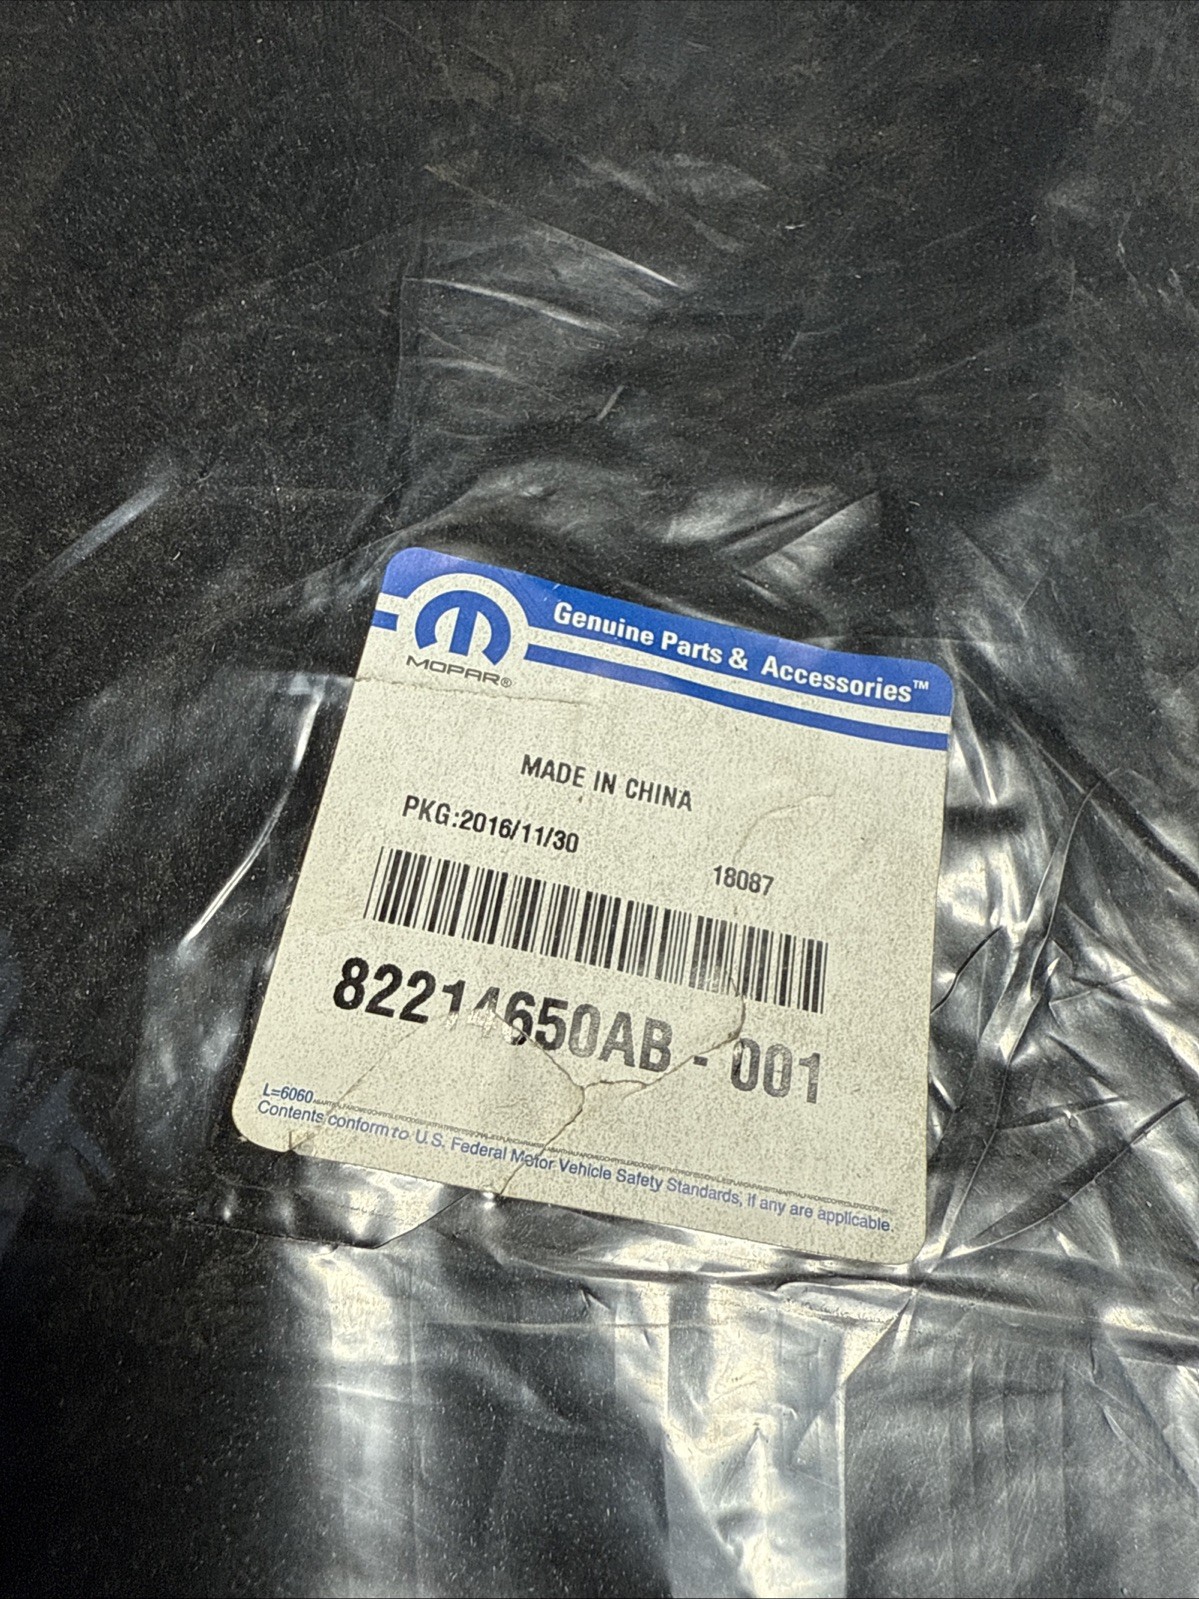 Genuine Parts & Accessories™
MOPAR®
MADE IN CHINA
PKG:2016/11/30
18087
82214650AB - 001
L=6060
Contents conform to U.S. Federal Motor Vehicle Safety Standards, if any are applicable.